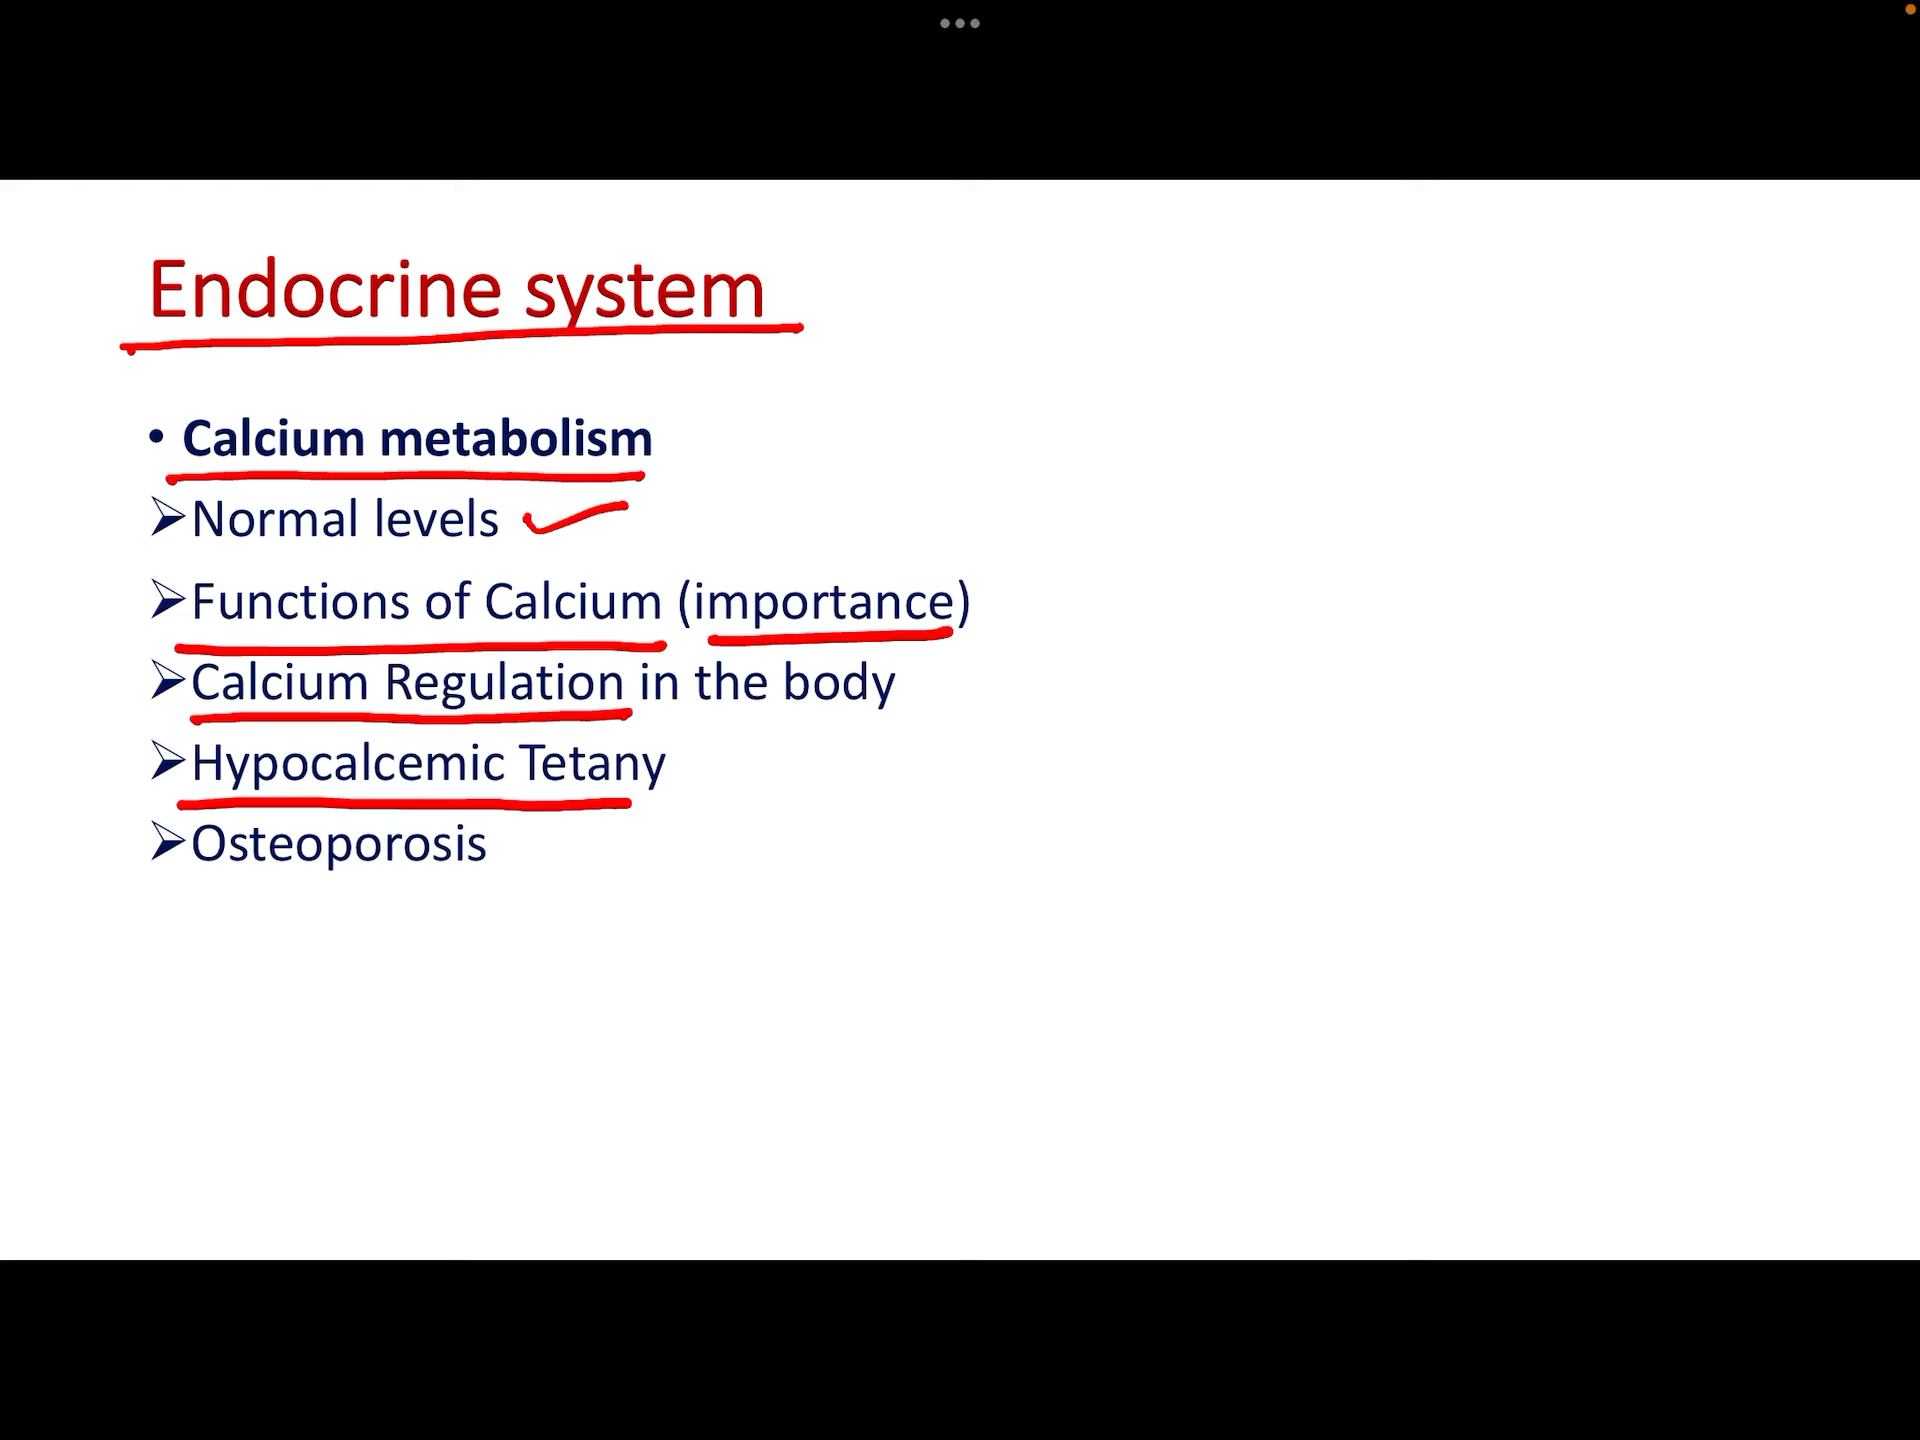 Endocrine system
• Calcium metabolism
➢Normal levels
➢Functions of Calcium (importance)
➢Calcium Regulation in the body
➢Hypocalcemic Tetany
➢Osteoporosis